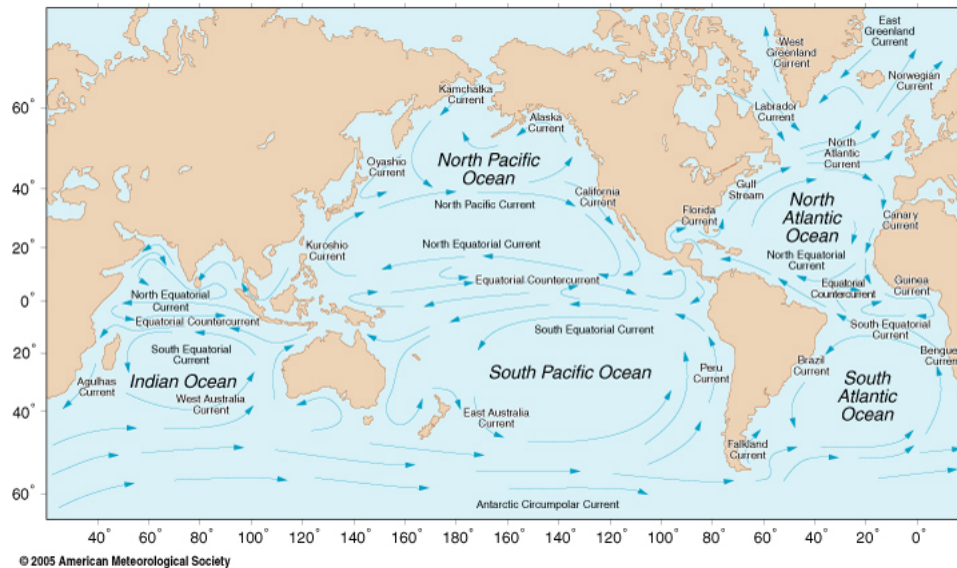 East
Greenland
Current
West
Greenland
Current
Norwegian
Current
Kamchatka
Current
60°
Labrador
Current
Alaska
Current
Oyashio
Current
North Pacific
Ocean
North
Atlantic
Current
40°
California
Current
Gulf
Stream
North Pacific Current
North
Atlantic
Ocean
Florida
Current
Canary
Current
Kuroshio
Current
North Equatorial Current
20°
North Equatorial
Current
Equatorial Countercurrent
Guinea
Current
Equatorial
Countercurrent
North Equatorial
Current
0°
Equatorial Countercurrent
South Equatorial Current
South Equatorial
Current
South Equatorial
Current
20°
Brazil
Current
Bengue
Current
Agulhas
Current
Indian Ocean
South Pacific Ocean
Peru
Current
South
Atlantic
Ocean
West Australia
Current
40°
East Australia
Current
Falkland
Current
60°
Antarctic Circumpolar Current
40° 60° 80° 100° 120° 140° 160° 180° 160° 140° 120° 100° 80° 60° 40° 20° 0°
© 2005 American Meteorological Society